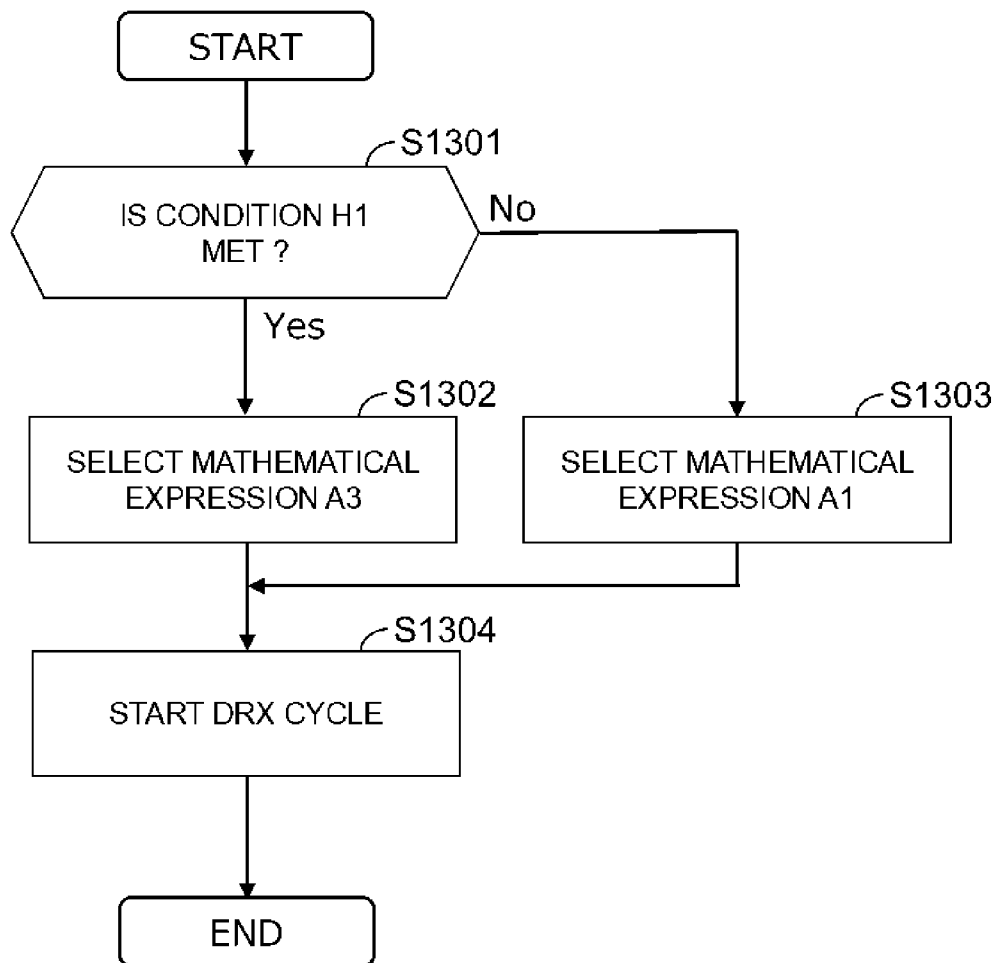 START
S1301
IS CONDITION H1
MET ?
No
Yes
S1302
SELECT MATHEMATICAL
EXPRESSION A3
S1303
SELECT MATHEMATICAL
EXPRESSION A1
S1304
START DRX CYCLE
END